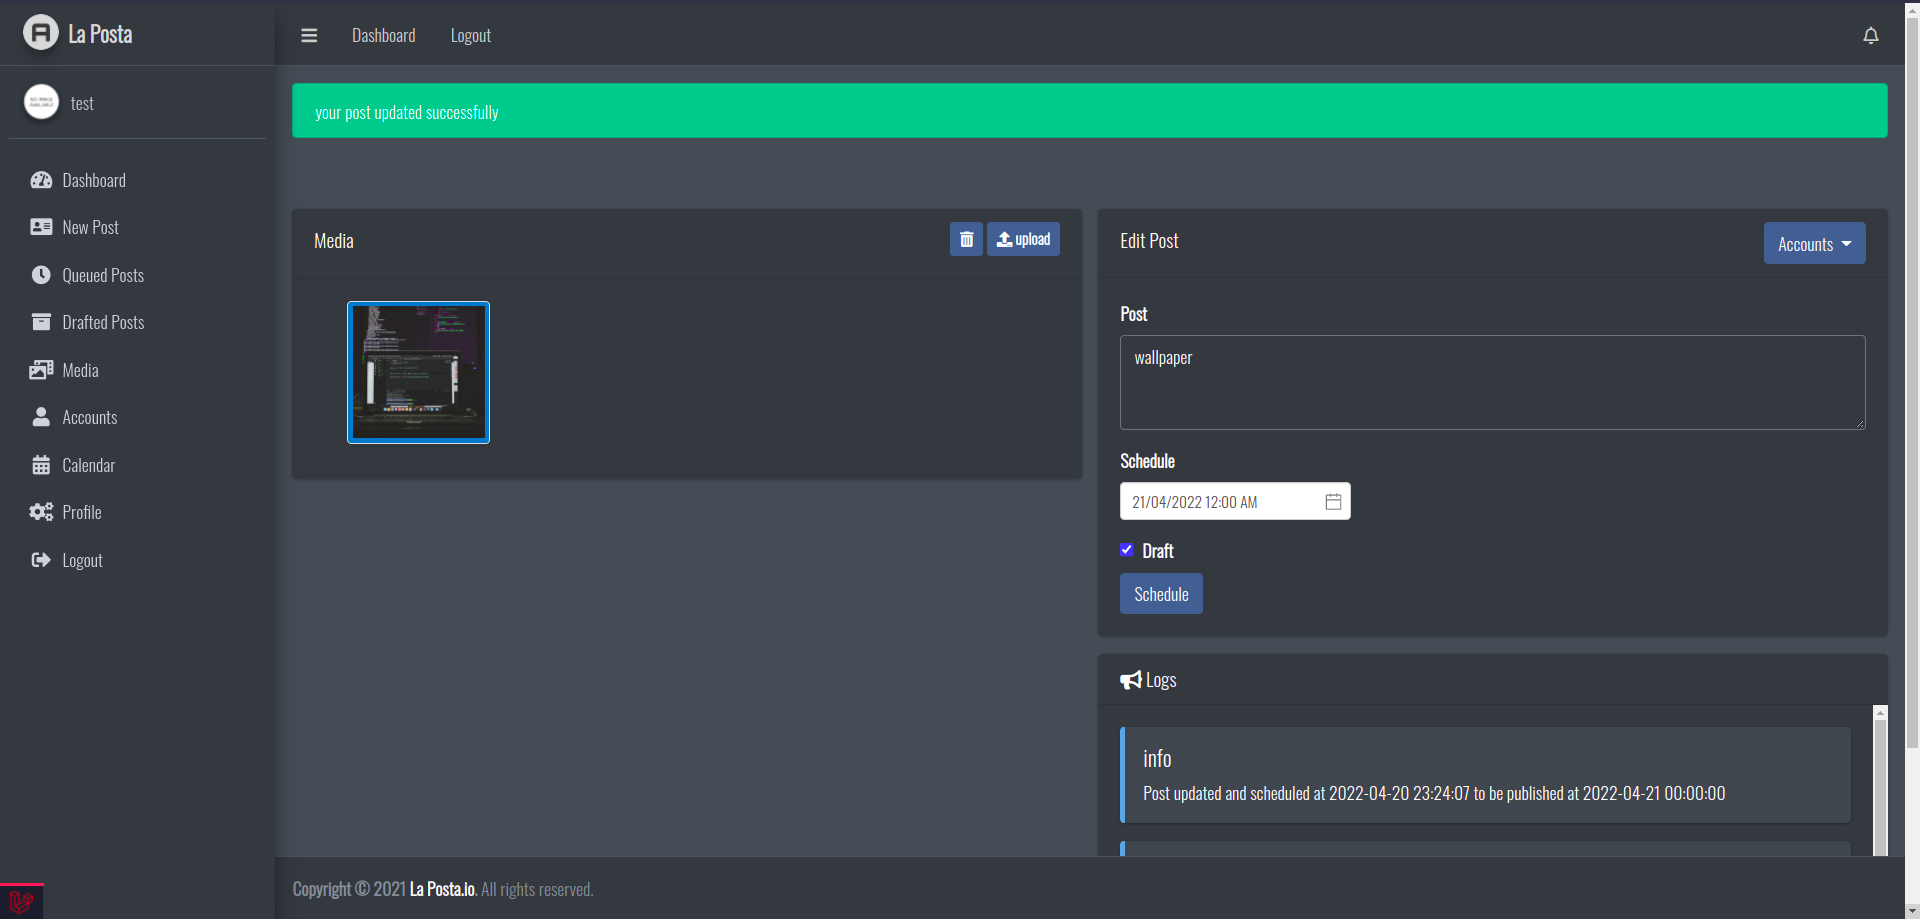 La Posta
Dashboard
Logout
test
your post updated successfully
Dashboard
New Post
Queued Posts
Drafted Posts
Media
Accounts
Calendar
Profile
Logout
Media
upload
Edit Post
Accounts
Post
wallpaper
Schedule
21/04/2022 12:00 AM
Draft
Schedule
Logs
info
Post updated and scheduled at 2022-04-20 23:24:07 to be published at 2022-04-21 00:00:00
Copyright © 2021 La Posta.io. All rights reserved.